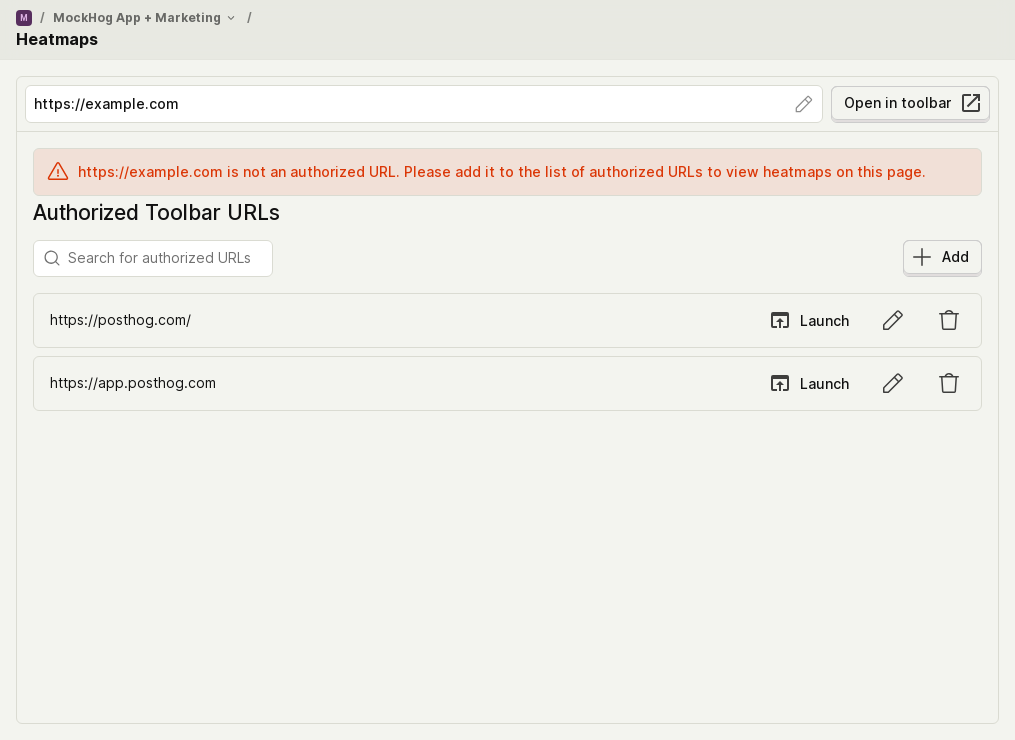 M / MockHog App + Marketing /
Heatmaps
https://example.com
Open in toolbar
https://example.com is not an authorized URL. Please add it to the list of authorized URLs to view heatmaps on this page.
Authorized Toolbar URLs
Search for authorized URLs
Add
https://posthog.com/
Launch
https://app.posthog.com
Launch